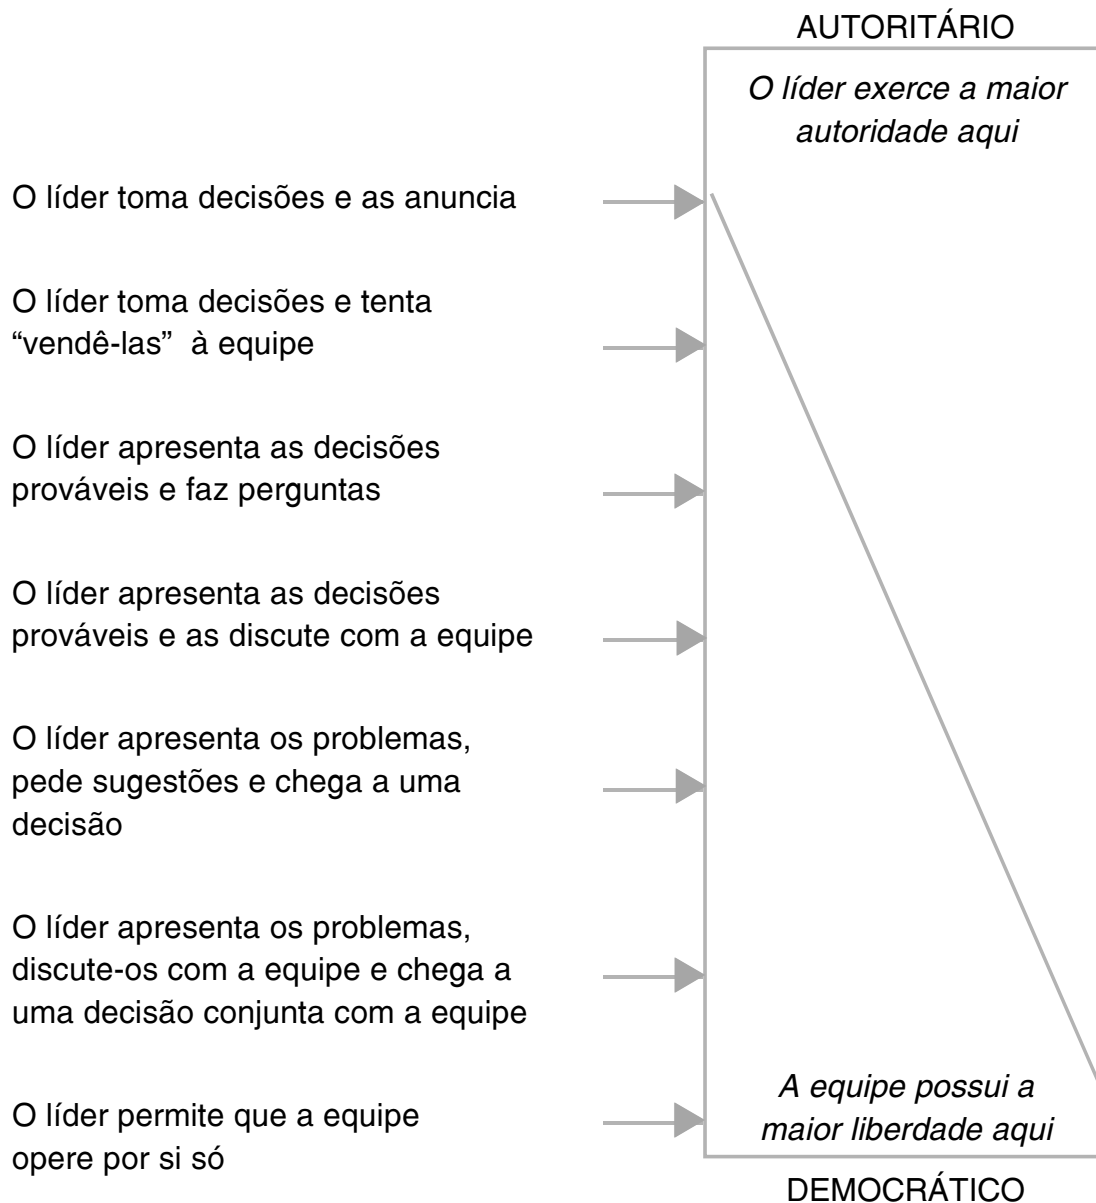 AUTORITÁRIO
O líder exerce a maior
autoridade aqui
O líder toma decisões e as anuncia
O líder toma decisões e tenta
“vendê-las” à equipe
O líder apresenta as decisões
prováveis e faz perguntas
O líder apresenta as decisões
prováveis e as discute com a equipe
O líder apresenta os problemas,
pede sugestões e chega a uma
decisão
O líder apresenta os problemas,
discute-os com a equipe e chega a
uma decisão conjunta com a equipe
O líder permite que a equipe
opere por si só
A equipe possui a
maior liberdade aqui
DEMOCRÁTICO